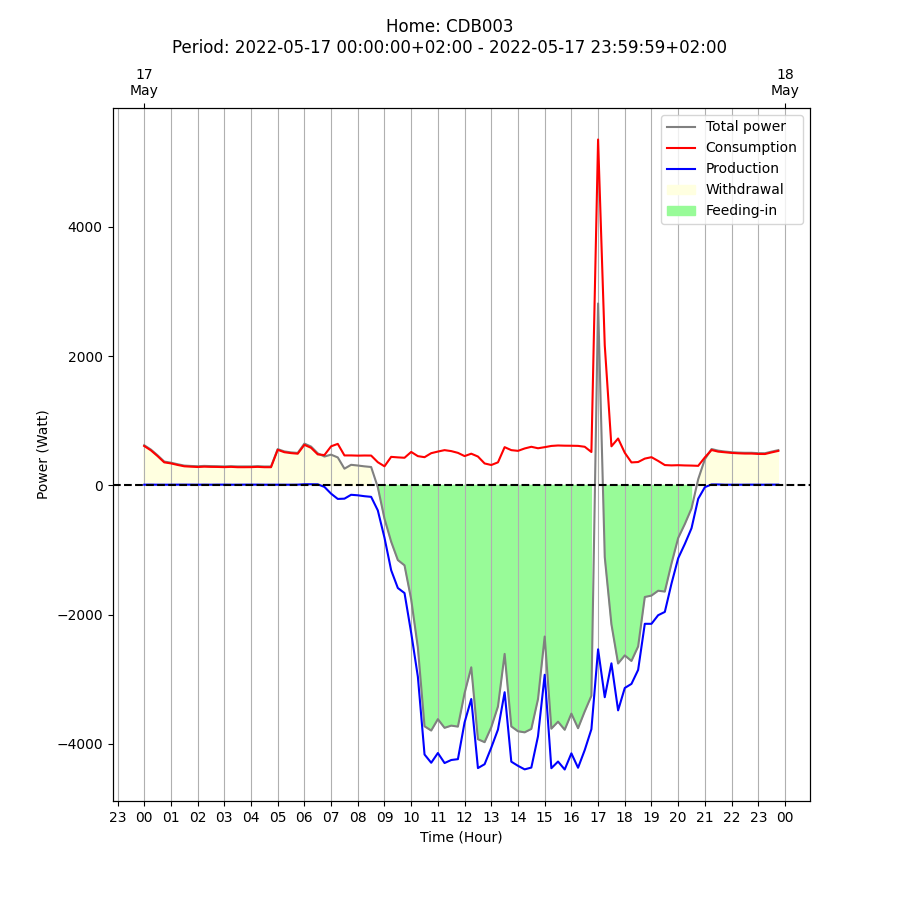 Home: CDB003
Period: 2022-05-17 00:00:00+02:00 - 2022-05-17 23:59:59+02:00
17 18
May May
Total power
Consumption
Production
Withdrawal
Feeding-in
4000
2000
0
−2000
−4000
Power (Watt)
23 00 01 02 03 04 05 06 07 08 09 10 11 12 13 14 15 16 17 18 19 20 21 22 23 00
Time (Hour)